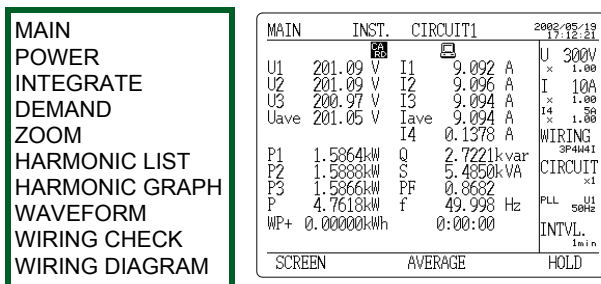 MAIN
POWER
INTEGRATE
DEMAND
ZOOM
HARMONIC LIST
HARMONIC GRAPH
WAVEFORM
WIRING CHECK
WIRING DIAGRAM
MAIN INST. CIRCUIT1 2002/05/19
17:12:21
CARD
U1 201.09 V I1 9.092 A
U2 201.09 V I2 9.096 A
U3 200.97 V I3 9.094 A
Uave 201.05 V Iave 9.094 A
I4 0.1378 A
P1 1.5864kW Q 2.7221kvar
P2 1.5888kW S 5.4850kVA
P3 1.5866kW PF 0.8682
P 4.7618kW f 49.998 Hz
WP+ 0.00000kWh 0:00:00
U 300V
× 1.00
I 10A
× 1.00
I4 5A
× 1.00
WIRING
3P4W4I
CIRCUIT
×1
PLL U1
50Hz
INTVL.
1min
SCREEN AVERAGE HOLD